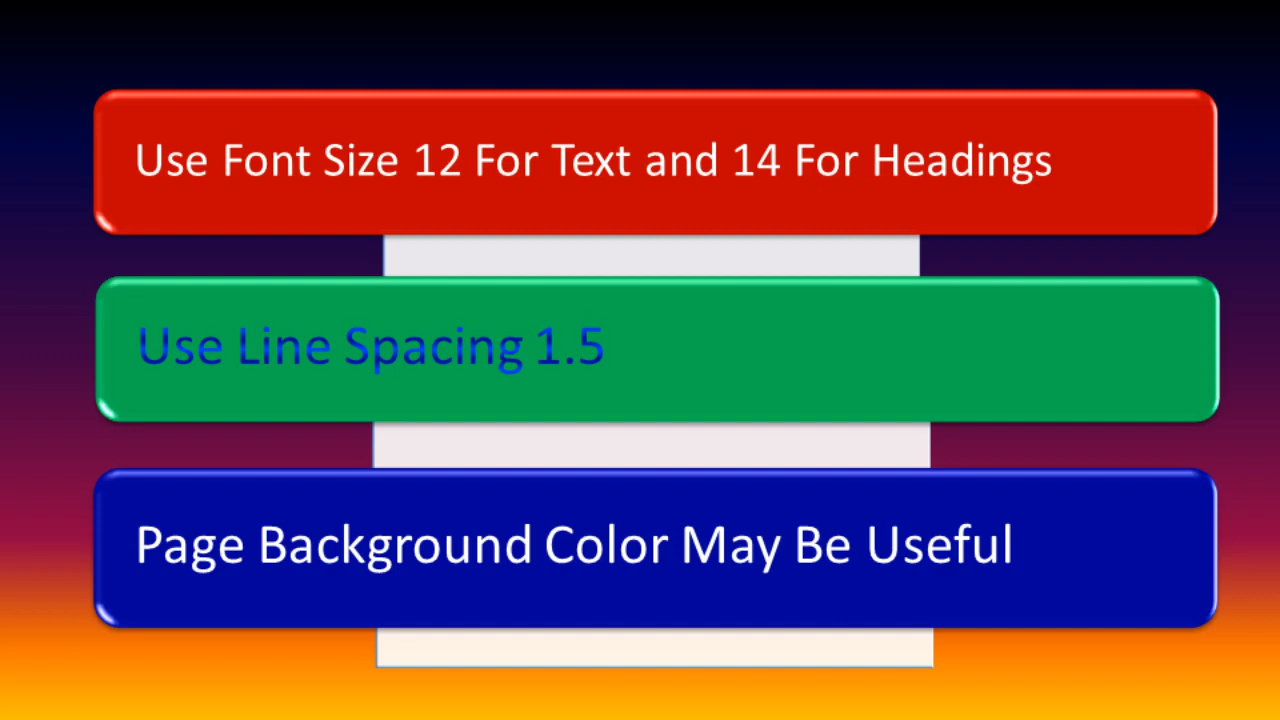 Use Font Size 12 For Text and 14 For Headings
Use Line Spacing 1.5
Page Background Color May Be Useful